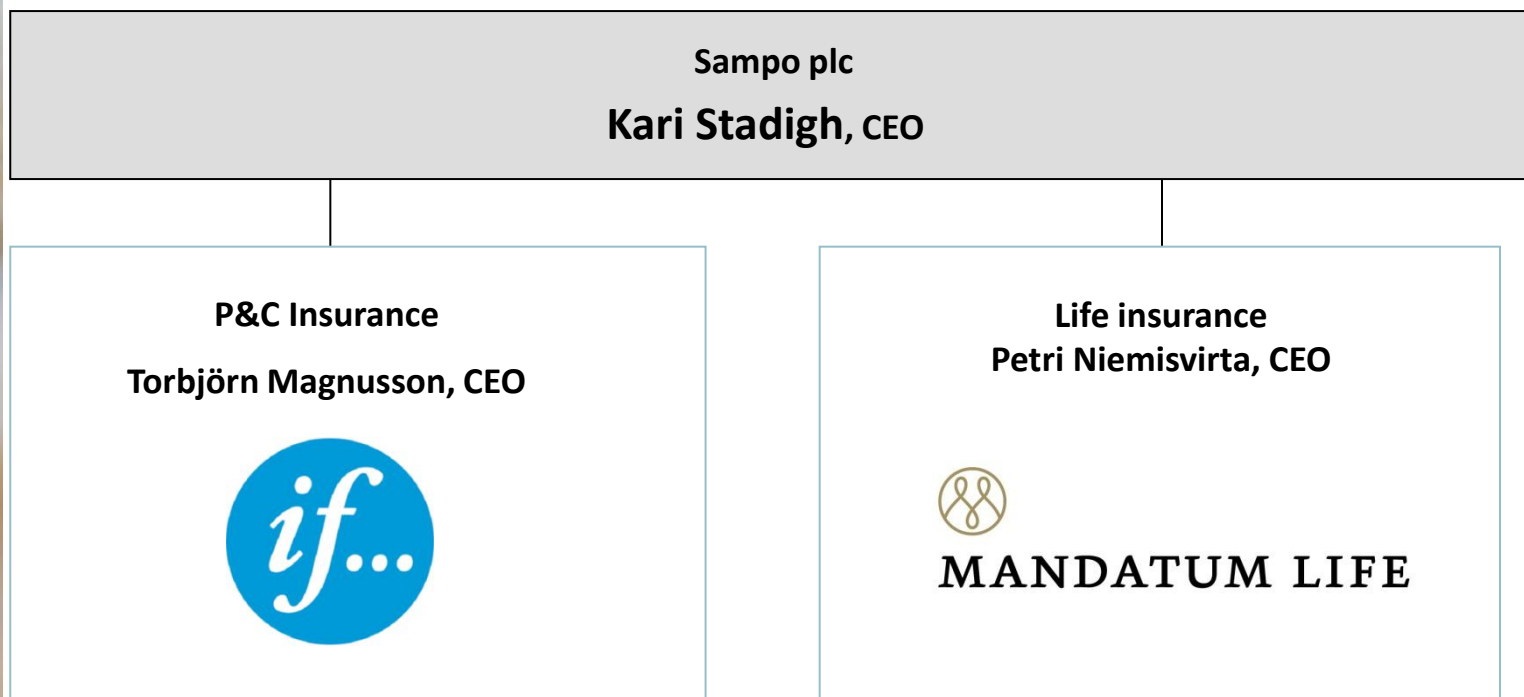 Sampo plc
Kari Stadigh, CEO
P&C Insurance
Torbjörn Magnusson, CEO
if...
Life insurance
Petri Niemisvirta, CEO
MANDATUM LIFE